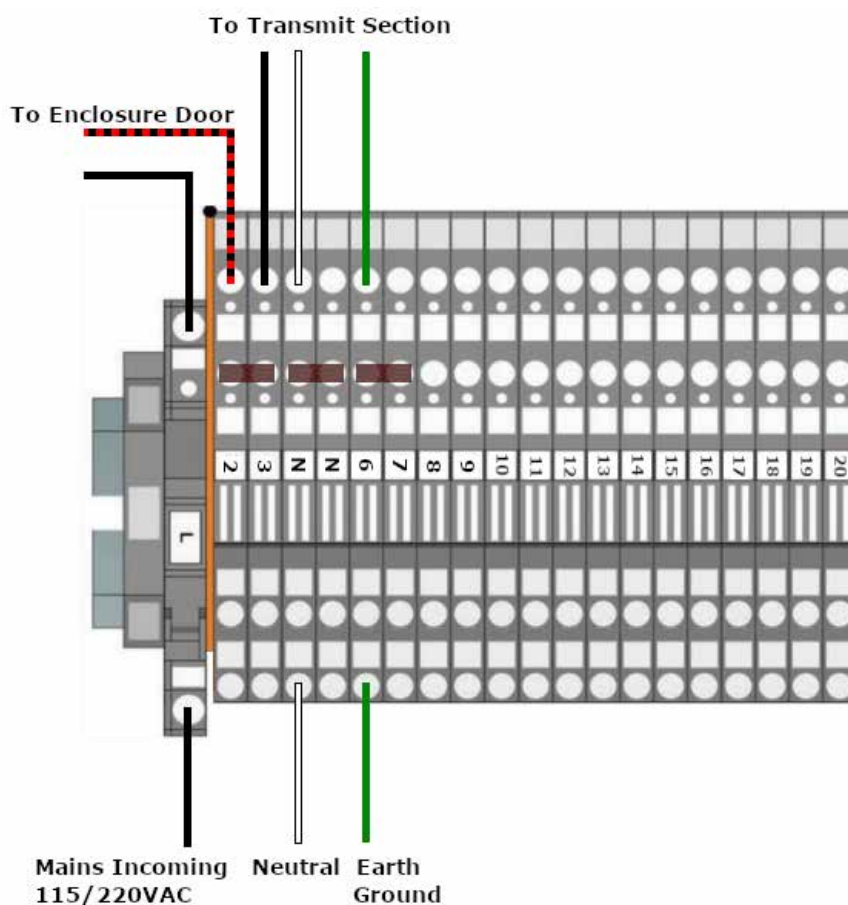 To Transmit Section
To Enclosure Door
L
2 3 N N 6 7 8 9 10 11 12 13 14 15 16 17 18 19 20
Mains Incoming
115/220VAC
Neutral
Earth
Ground